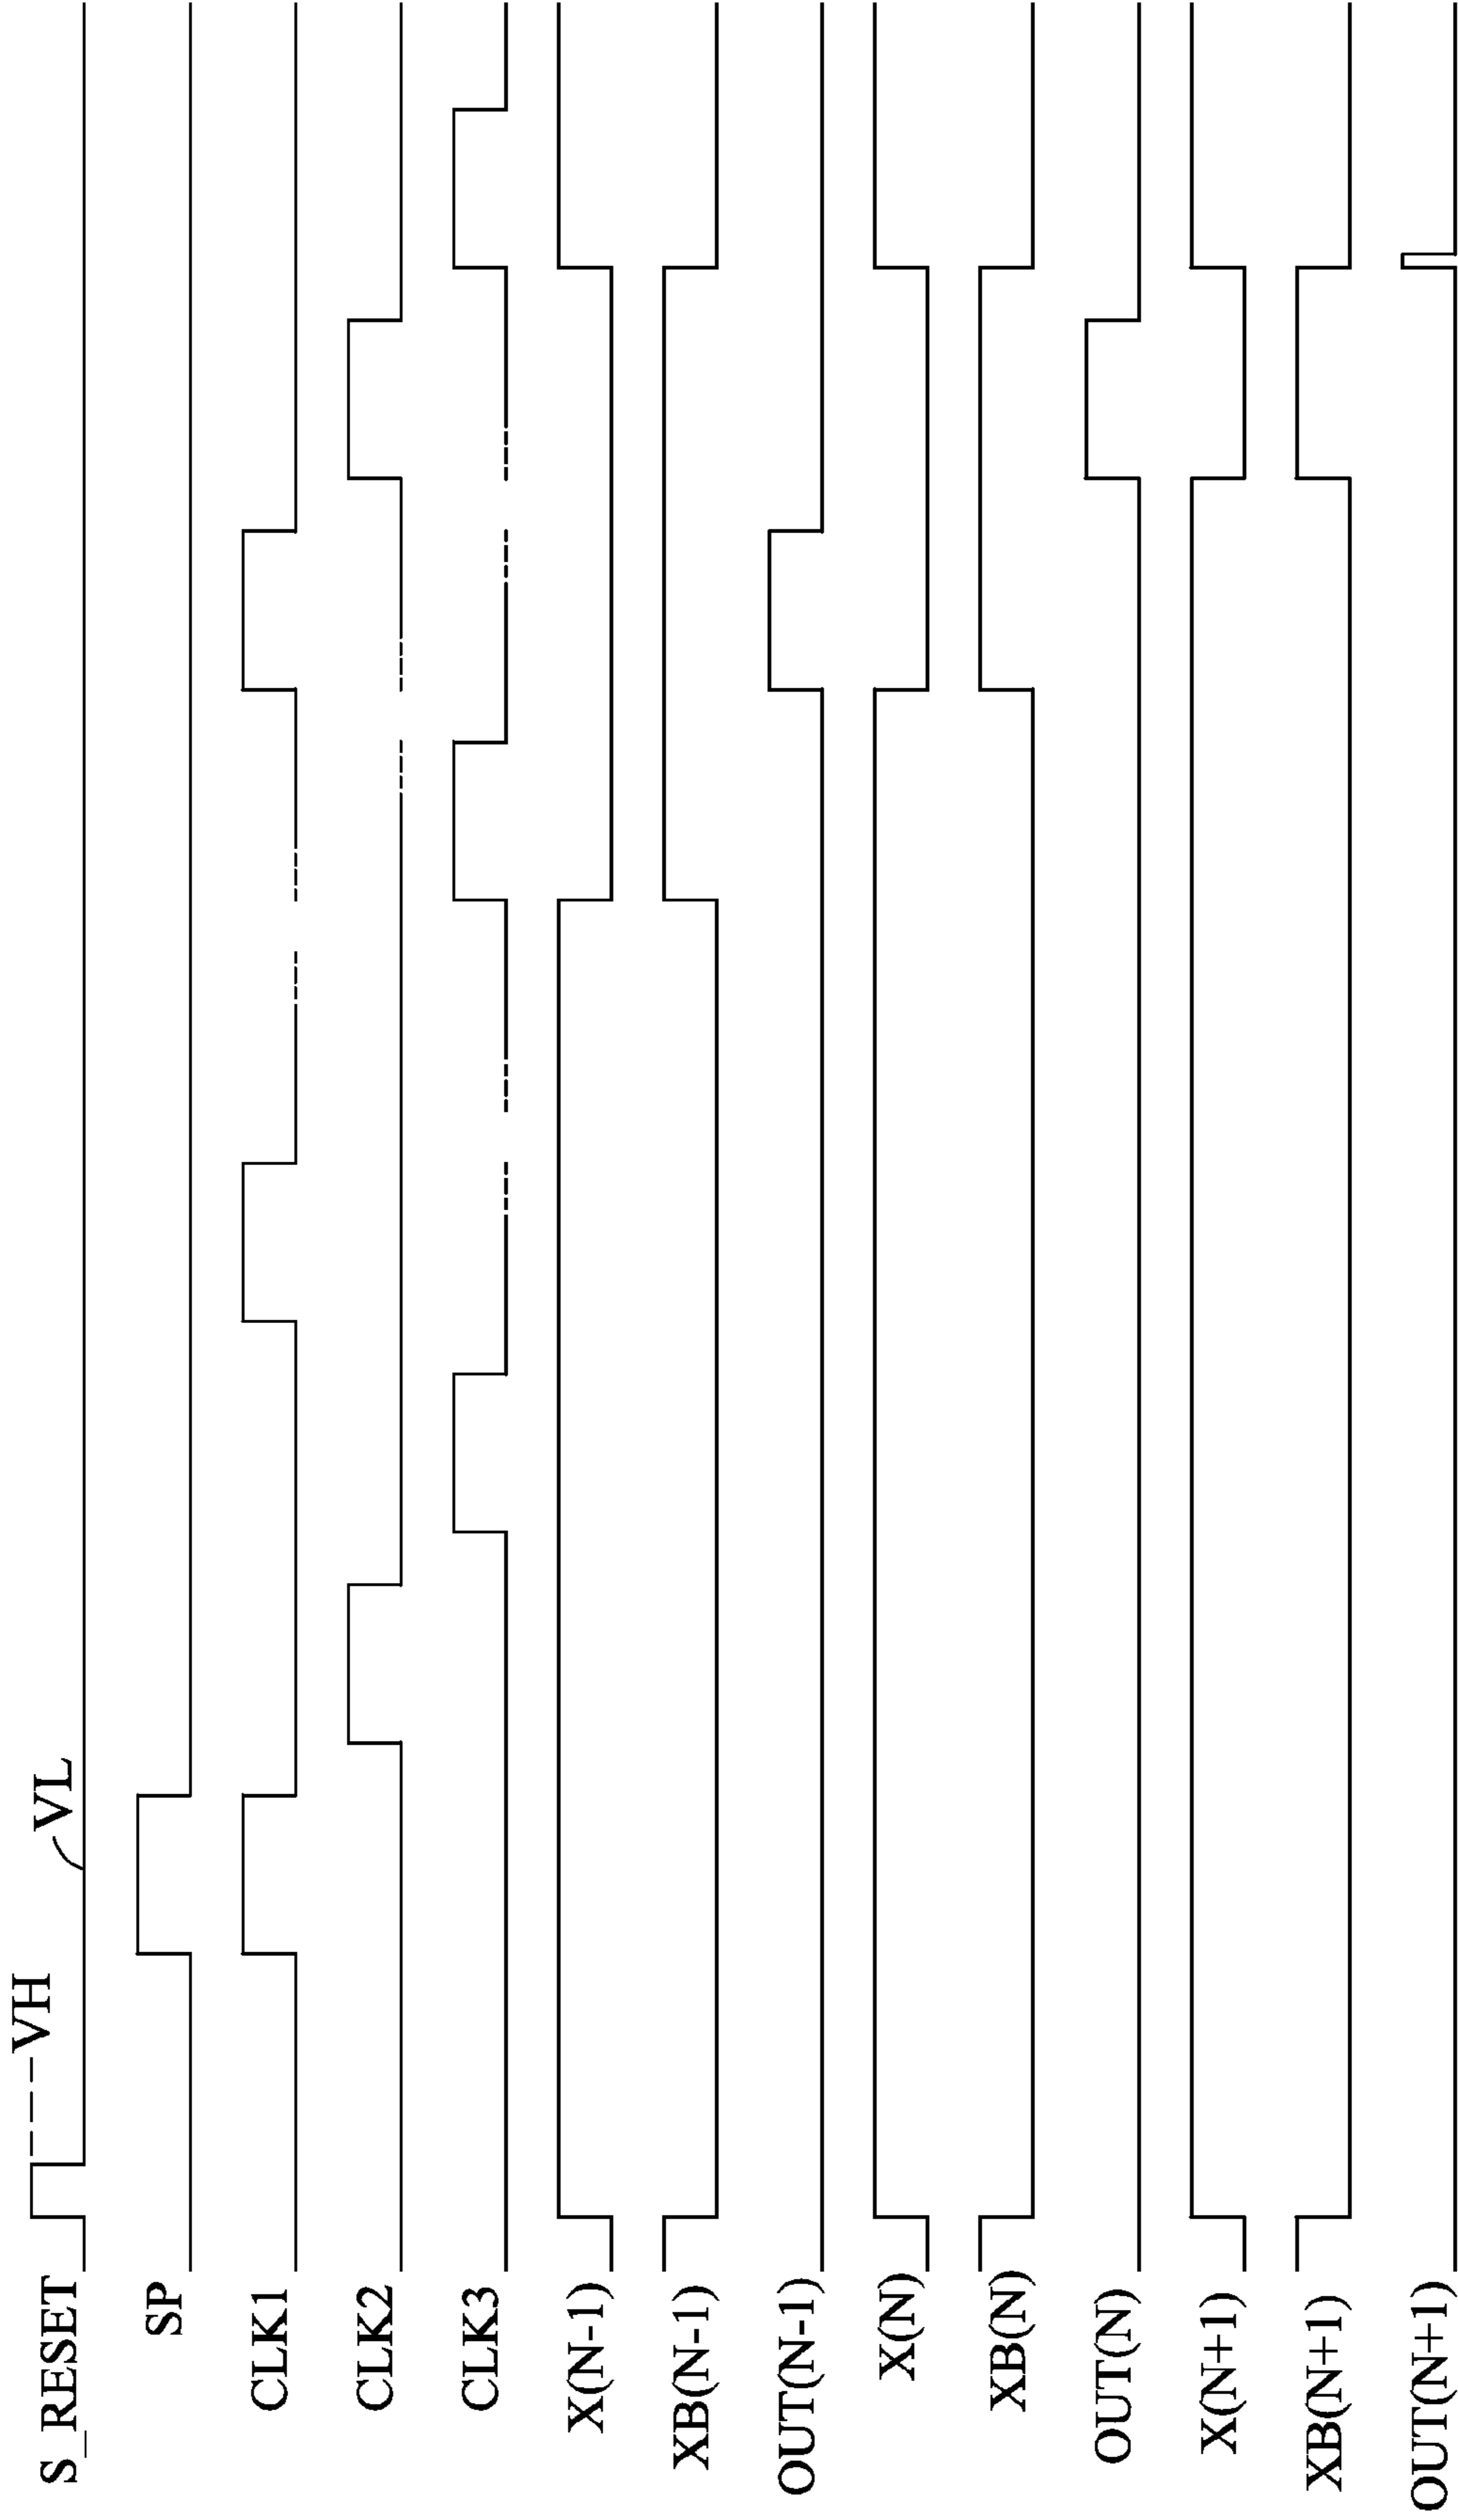 S_RESET
VH
VL
SP
CLK1
CLK2
CLK3
X(N-1)
XB(N-1)
OUT(N-1)
X(N)
XB(N)
OUT(N)
X(N+1)
XB(N+1)
OUT(N+1)